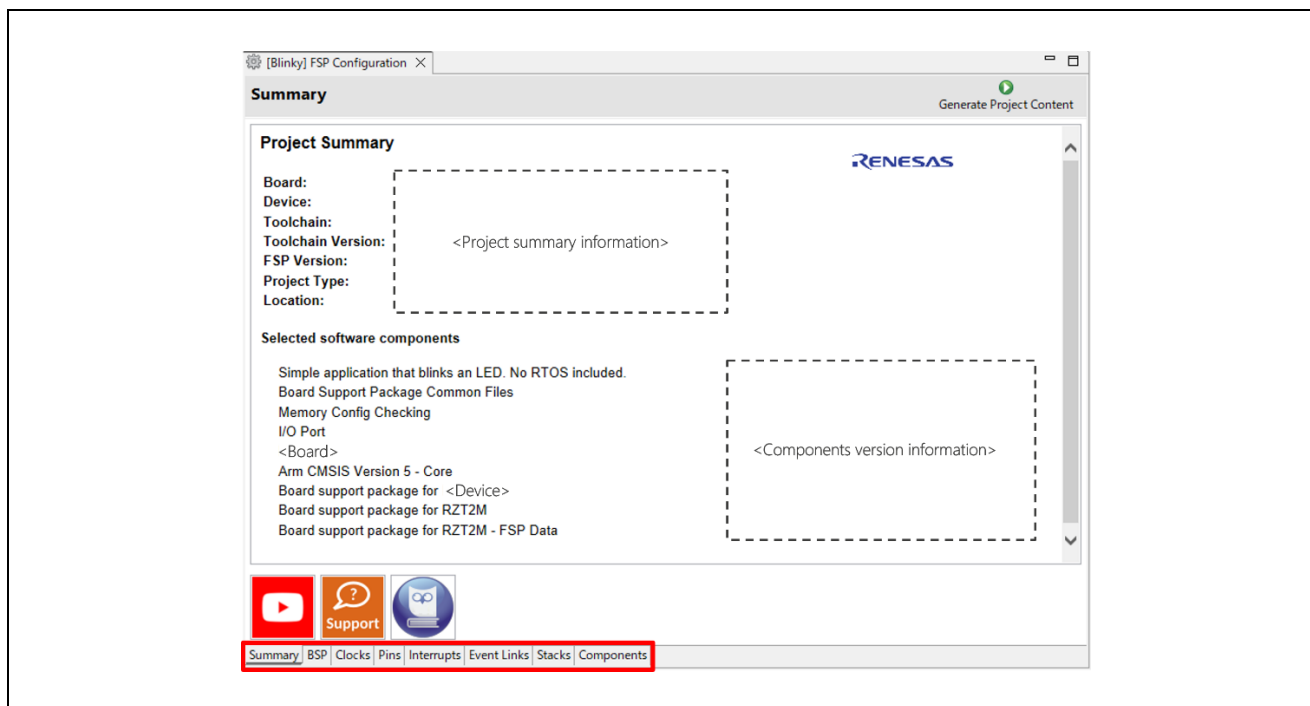 [Blinky] FSP Configuration
Summary
Generate Project Content
Project Summary
RENESAS
Board:
Device:
Toolchain:
Toolchain Version:
FSP Version:
Project Type:
Location:
<Project summary information>
Selected software components
Simple application that blinks an LED. No RTOS included.
Board Support Package Common Files
Memory Config Checking
I/O Port
<Board>
Arm CMSIS Version 5 - Core
Board support package for <Device>
Board support package for RZT2M
Board support package for RZT2M - FSP Data
<Components version information>
? Support
Summary BSP Clocks Pins Interrupts Event Links Stacks Components